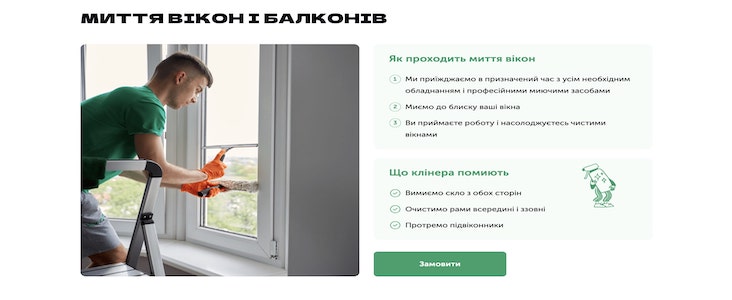 МИТТЯ ВІКОН І БАЛКОНІВ
Як проходить миття вікон
1 Ми приїжджаємо в призначений час з усім необхідним
обладнанням і професійними миючими засобами
2 Миємо до блиску ваші вікна
3 Ви приймаєте роботу і насолоджуєтесь чистими
вікнами
Що клінера помиють
Вимиємо скло з обох сторін
Очистимо рами всередині і ззовні
Протремо підвіконники
Замовити